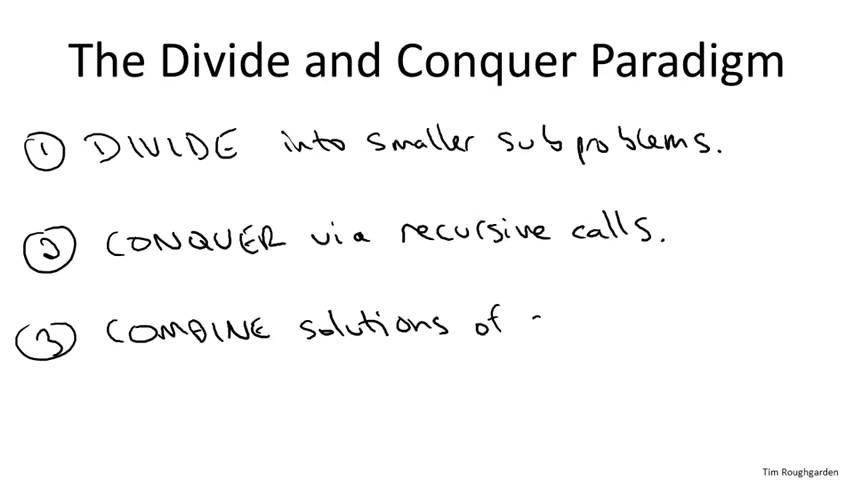 The Divide and Conquer Paradigm
① DIVIDE into smaller subproblems.
② CONQUER via recursive calls.
③ COMBINE solutions of
Tim Roughgarden